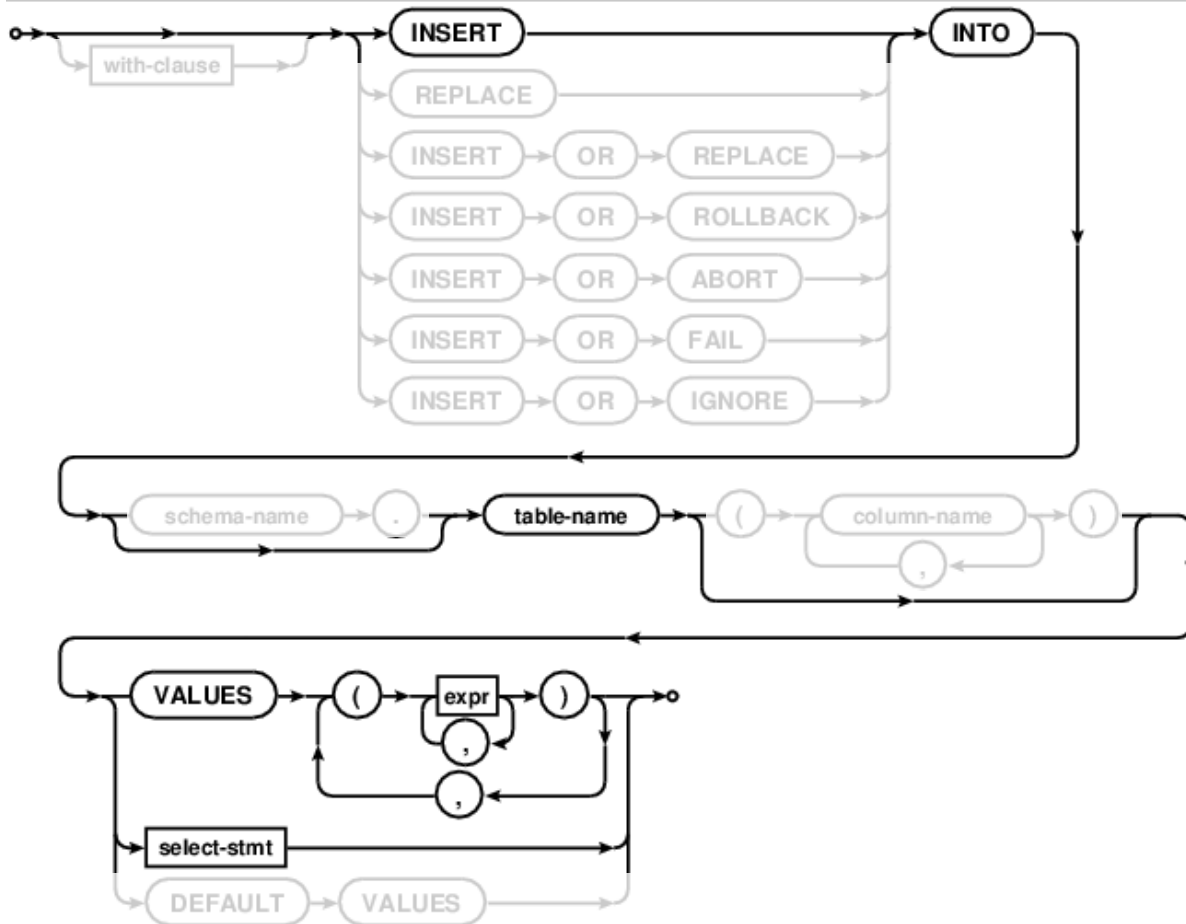 INSERT INTO
with-clause
REPLACE
INSERT OR REPLACE
INSERT OR ROLLBACK
INSERT OR ABORT
INSERT OR FAIL
INSERT OR IGNORE
schema-name . table-name ( column-name )
,
VALUES ( expr )
,
,
select-stmt
DEFAULT VALUES